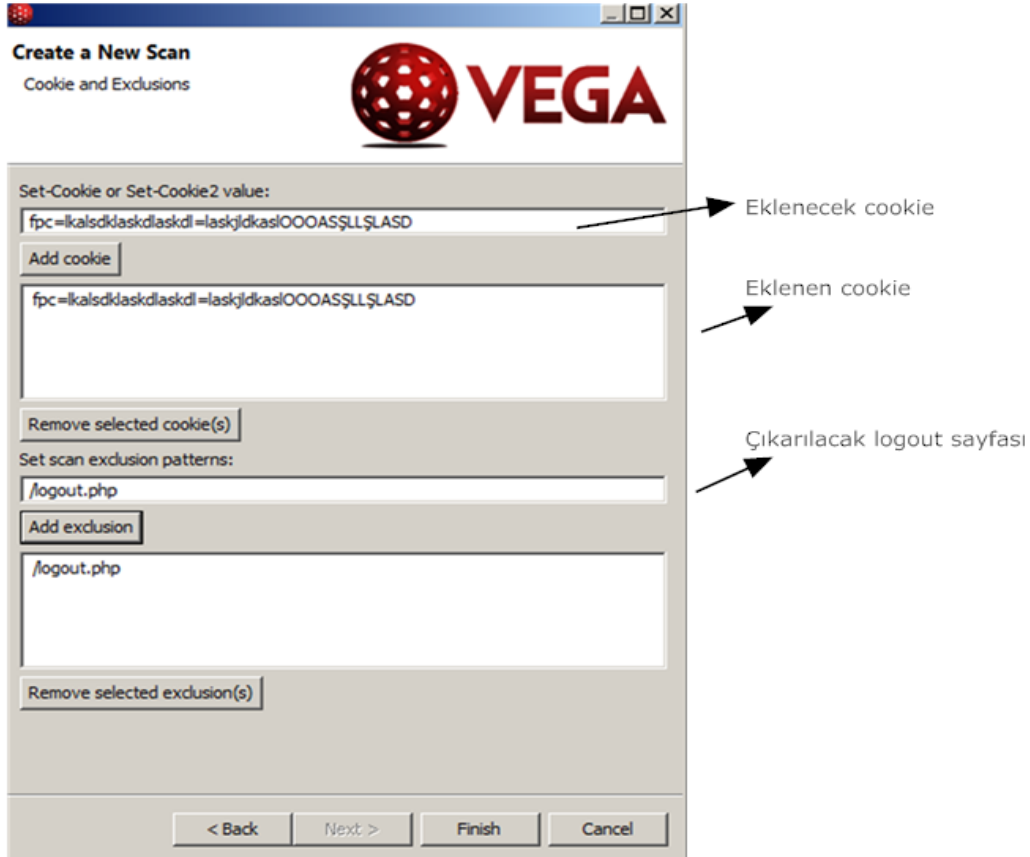 Create a New Scan
Cookie and Exclusions
VEGA
Set-Cookie or Set-Cookie2 value:
fpc=lkalsdklaskdlaskdl=laskjldkaslOOOASŞLLŞLASD
Eklenecek cookie
Add cookie
Eklenen cookie
fpc=lkalsdklaskdlaskdl=laskjldkaslOOOASŞLLŞLASD
Remove selected cookie(s)
Çıkarılacak logout sayfası
Set scan exclusion patterns:
/logout.php
Add exclusion
/logout.php
Remove selected exclusion(s)
< Back
Next >
Finish
Cancel